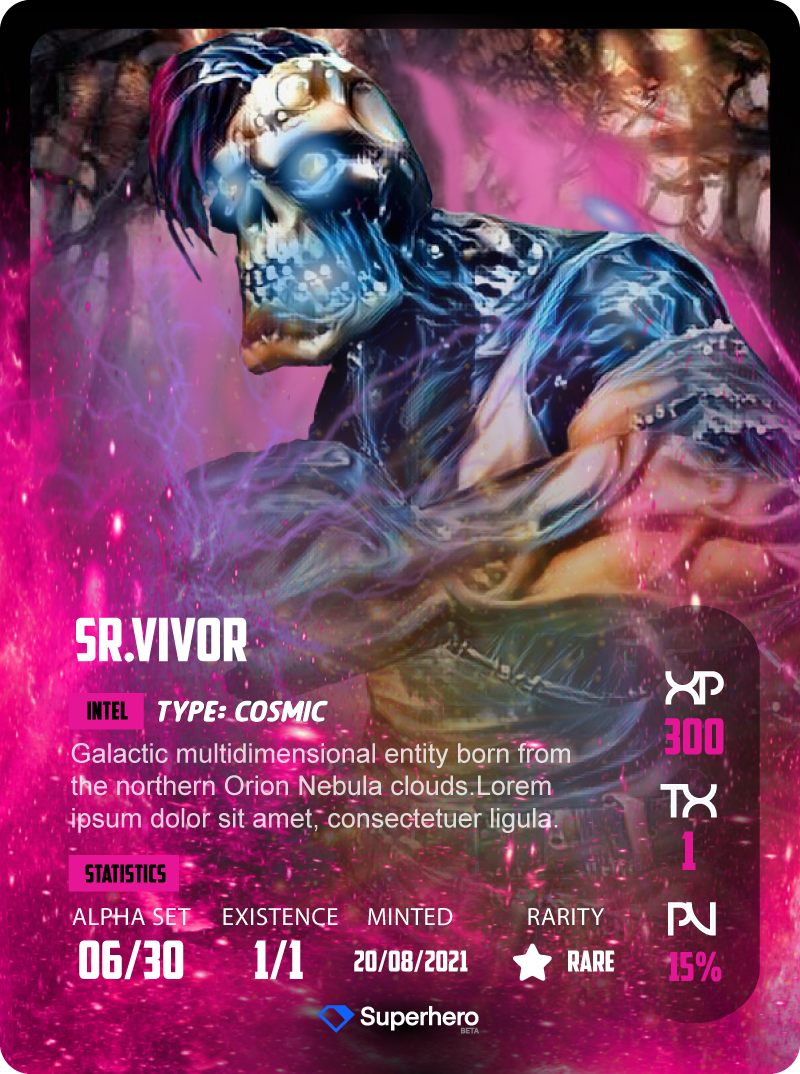 SR.VIVOR
INTEL TYPE: COSMIC
Galactic multidimensional entity born from
the northern Orion Nebula clouds.Lorem
ipsum dolor sit amet, consectetuer ligula.
STATISTICS
ALPHA SET EXISTENCE MINTED RARITY
06/30 1/1 20/08/2021 RARE
XP
300
TX
1
PV
15%
Superhero
BETA